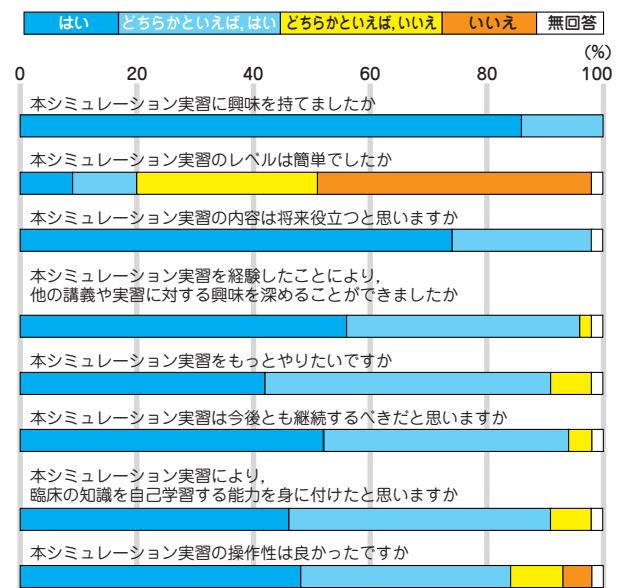 はい どちらかといえば,はい どちらかといえば,いいえ いいえ 無回答
(%)
0 20 40 60 80 100
本シミュレーション実習に興味を持てましたか
本シミュレーション実習のレベルは簡単でしたか
本シミュレーション実習の内容は将来役立つと思いますか
本シミュレーション実習を経験したことにより,
他の講義や実習に対する興味を深めることができましたか
本シミュレーション実習をもっとやりたいですか
本シミュレーション実習は今後とも継続するべきだと思いますか
本シミュレーション実習により,
臨床の知識を自己学習する能力を身に付けたと思いますか
本シミュレーション実習の操作性は良かったですか